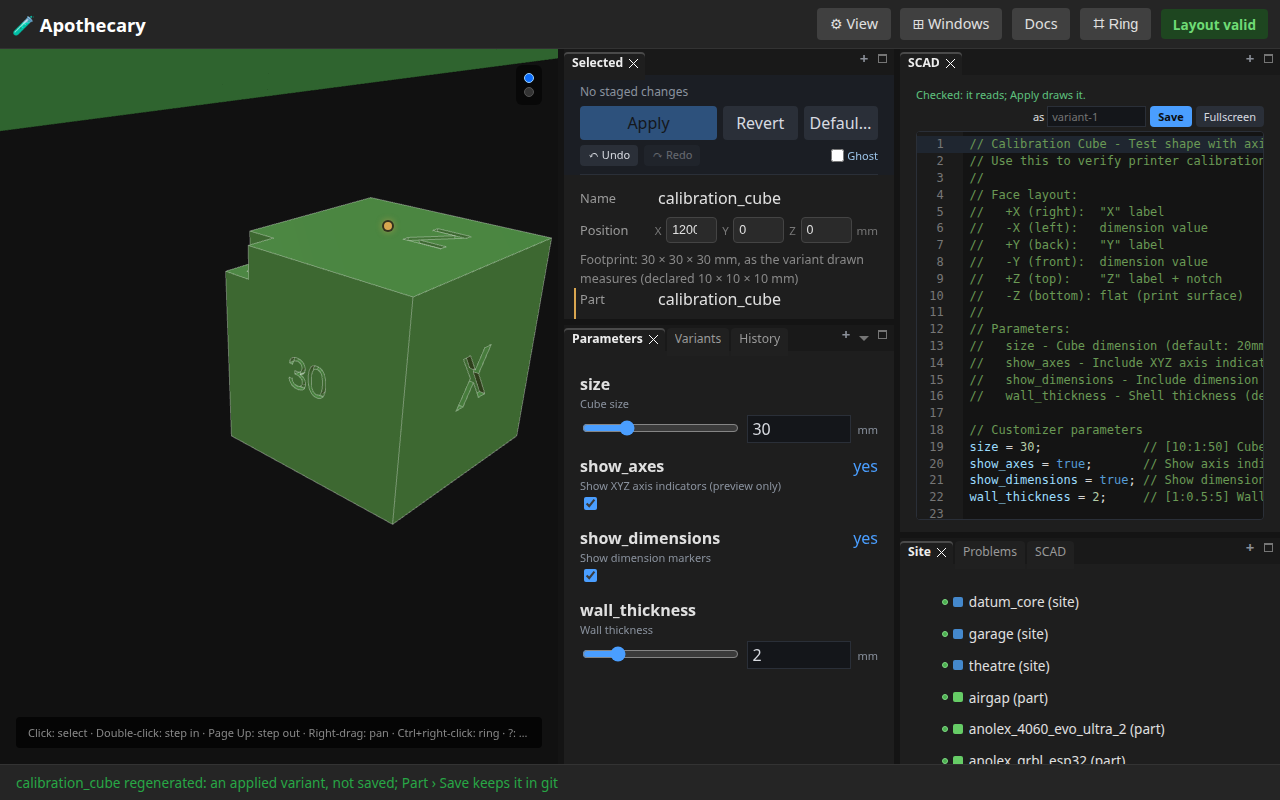 🧪 Apothecary
⚙ View
⊞ Windows
Docs
⌗ Ring
Layout valid
30
X
Z
Click: select · Double-click: step in · Page Up: step out · Right-drag: pan · Ctrl+right-click: ring · ?: ...
Selected
No staged changes
Apply
Revert
Defaul...
↶ Undo
↷ Redo
Ghost
Name calibration_cube
Position X 1200 Y 0 Z 0 mm
Footprint: 30 × 30 × 30 mm, as the variant drawn
measures (declared 10 × 10 × 10 mm)
Part calibration_cube
Parameters
Variants
History
size
Cube size
30 mm
show_axes yes
Show XYZ axis indicators (preview only)
show_dimensions yes
Show dimension markers
wall_thickness
Wall thickness
2 mm
SCAD
Checked: it reads; Apply draws it.
as variant-1 Save Fullscreen
1 // Calibration Cube - Test shape with axi
2 // Use this to verify printer calibration
3 //
4 // Face layout:
5 //   +X (right):  "X" label
6 //   -X (left):   dimension value
7 //   +Y (back):   "Y" label
8 //   -Y (front):  dimension value
9 //   +Z (top):    "Z" label + notch
10 //   -Z (bottom): flat (print surface)
11 //
12 // Parameters:
13 //   size - Cube dimension (default: 20mm
14 //   show_axes - Include XYZ axis indicat
15 //   show_dimensions - Include dimension
16 //   wall_thickness - Shell thickness (de
17
18 // Customizer parameters
19 size = 30;             // [10:1:50] Cube
20 show_axes = true;      // Show axis indi
21 show_dimensions = true; // Show dimension
22 wall_thickness = 2;     // [1:0.5:5] Wall
23
Site
Problems
SCAD
datum_core (site)
garage (site)
theatre (site)
airgap (part)
anolex_4060_evo_ultra_2 (part)
anolex_grbl_esp32 (part)
calibration_cube regenerated: an applied variant, not saved; Part › Save keeps it in git